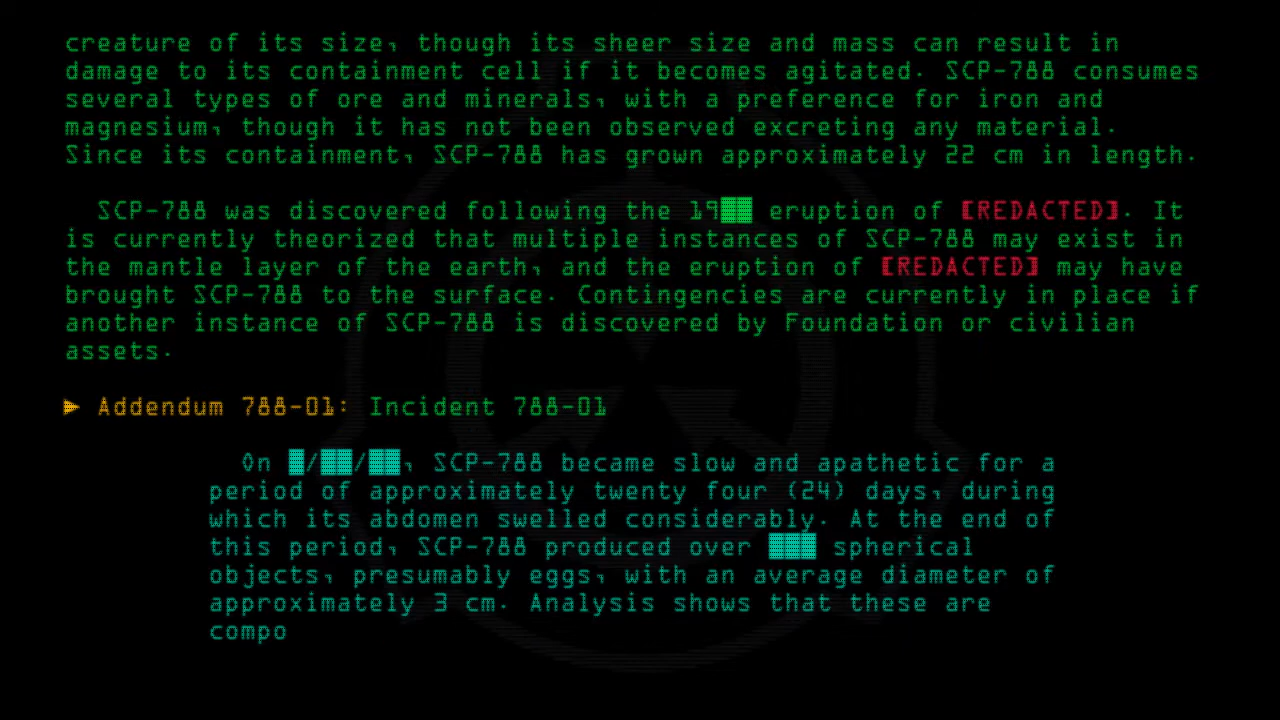 creature of its size, though its sheer size and mass can result in
damage to its containment cell if it becomes agitated. SCP-788 consumes
several types of ore and minerals, with a preference for iron and
magnesium, though it has not been observed excreting any material.
Since its containment, SCP-788 has grown approximately 22 cm in length.
SCP-788 was discovered following the 19██ eruption of [REDACTED]. It
is currently theorized that multiple instances of SCP-788 may exist in
the mantle layer of the earth, and the eruption of [REDACTED] may have
brought SCP-788 to the surface. Contingencies are currently in place if
another instance of SCP-788 is discovered by Foundation or civilian
assets.
► Addendum 788-01: Incident 788-01
On █/██/██, SCP-788 became slow and apathetic for a
period of approximately twenty four (24) days, during
which its abdomen swelled considerably. At the end of
this period, SCP-788 produced over ███ spherical
objects, presumably eggs, with an average diameter of
approximately 3 cm. Analysis shows that these are
compo